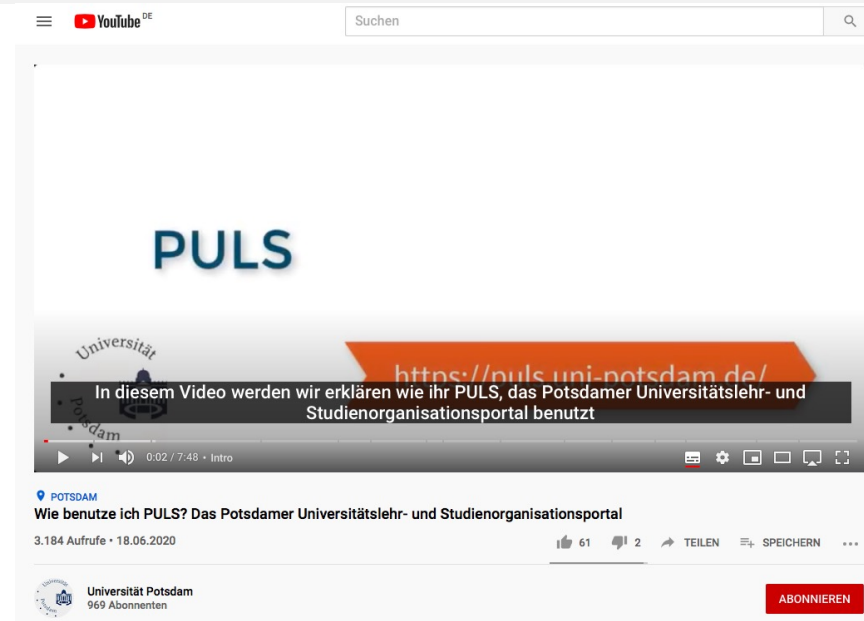 YouTube DE
Suchen
PULS
Universität
Potsdam
https://puls.uni-potsdam.de/
In diesem Video werden wir erklären wie ihr PULS, das Potsdamer Universitätslehr- und
Studienorganisationsportal benutzt
0:02 / 7:48 • Intro
POTSDAM
Wie benutze ich PULS? Das Potsdamer Universitätslehr- und Studienorganisationsportal
3.184 Aufrufe • 18.06.2020
61 2 TEILEN SPEICHERN
Universität Potsdam
969 Abonnenten
ABONNIEREN